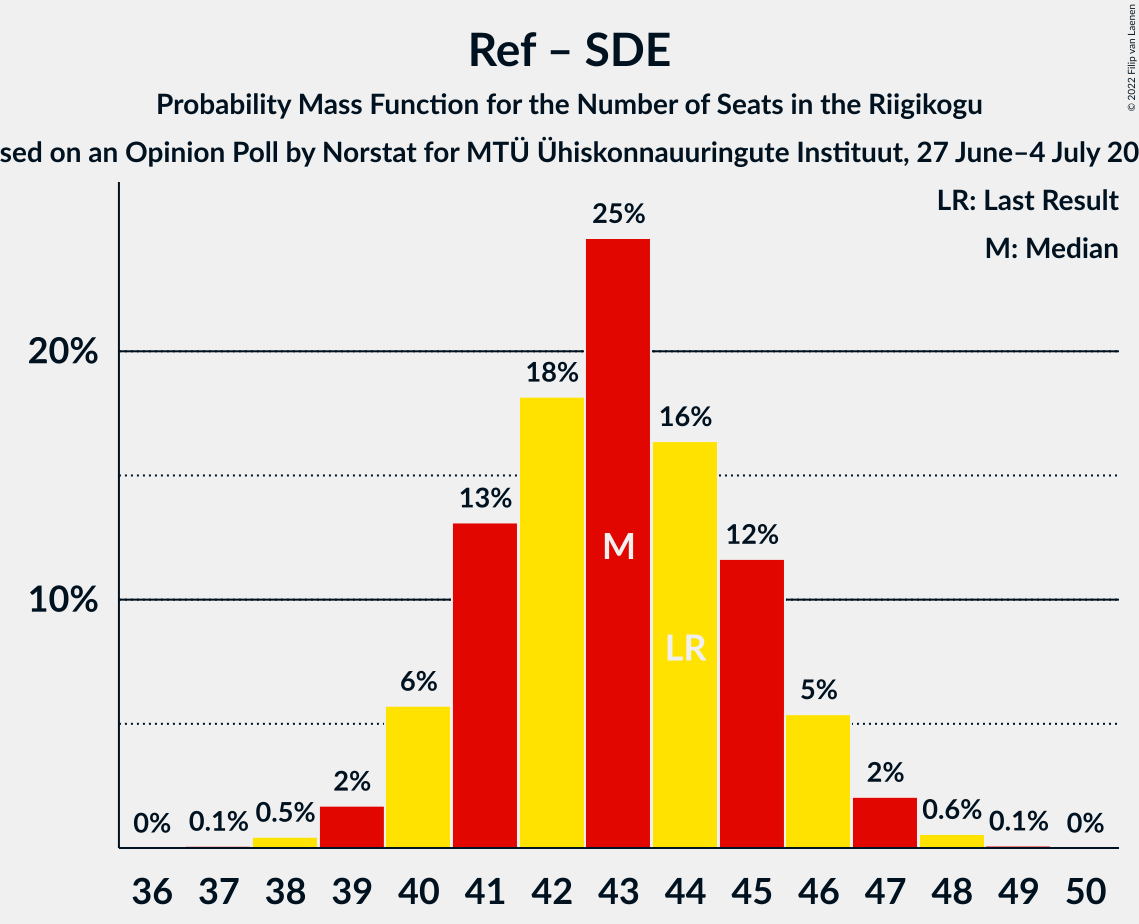 Ref – SDE
Probability Mass Function for the Number of Seats in the Riigikogu
sed on an Opinion Poll by Norstat for MTÜ Ühiskonnauuringute Instituut, 27 June–4 July 20
© 2022 Filip van Laenen
LR: Last Result
M: Median
25%
20%
18%
16%
13%
12%
M
10%
LR
6%
5%
2%
2%
0%
0.1%
0.5%
0.6%
0.1%
0%
36 37 38 39 40 41 42 43 44 45 46 47 48 49 50